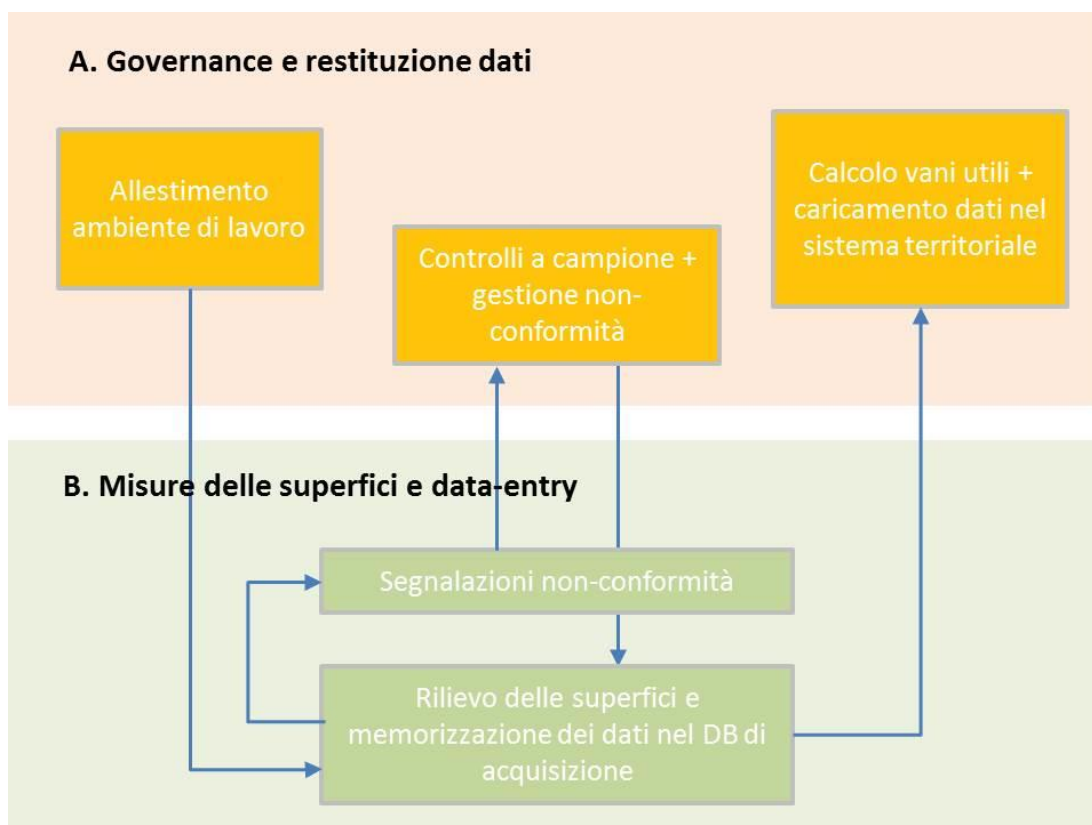 A. Governance e restituzione dati
Allestimento
ambiente di lavoro
Controlli a campione +
gestione non-
conformità
Calcolo vani utili +
caricamento dati nel
sistema territoriale
B. Misure delle superfici e data-entry
Segnalazioni non-conformità
Rilievo delle superfici e
memorizzazione dei dati nel DB di
acquisizione